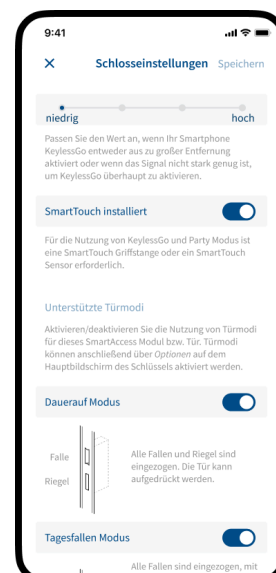 9:41
Schlosseinstellungen Speichern
niedrig hoch
Passen Sie den Wert an, wenn Ihr Smartphone
KeylessGo entweder aus zu großer Entfernung
aktiviert oder wenn das Signal nicht stark genug ist,
um KeylessGo überhaupt zu aktivieren.
SmartTouch installiert
Für die Nutzung von KeylessGo und Party Modus ist
eine SmartTouch Griffstange oder ein SmartTouch
Sensor erforderlich.
Unterstützte Türmodi
Aktivieren/deaktivieren Sie die Nutzung von Türmodi
für dieses SmartAccess Modul bzw. Tür. Türmodi
können anschließend über Optionen auf dem
Hauptbildschirm des Schlüssels aktiviert werden.
Dauerauf Modus
Falle
Riegel
Alle Fallen und Riegel sind
eingezogen. Die Tür kann
aufgedrückt werden.
Tagesfallen Modus
Alle Fallen sind eingezogen, mit